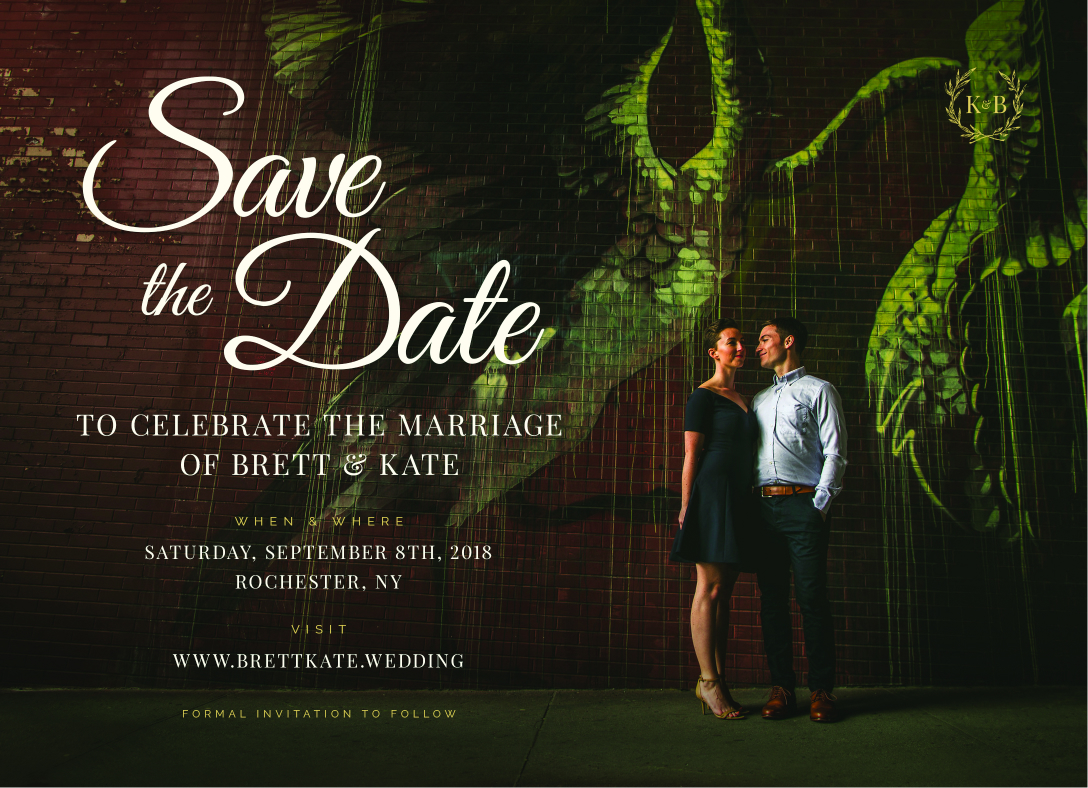 Save
the Date
TO CELEBRATE THE MARRIAGE
OF BRETT & KATE
WHEN & WHERE
SATURDAY, SEPTEMBER 8TH, 2018
ROCHESTER, NY
VISIT
WWW.BRETTKATE.WEDDING
FORMAL INVITATION TO FOLLOW
K&B